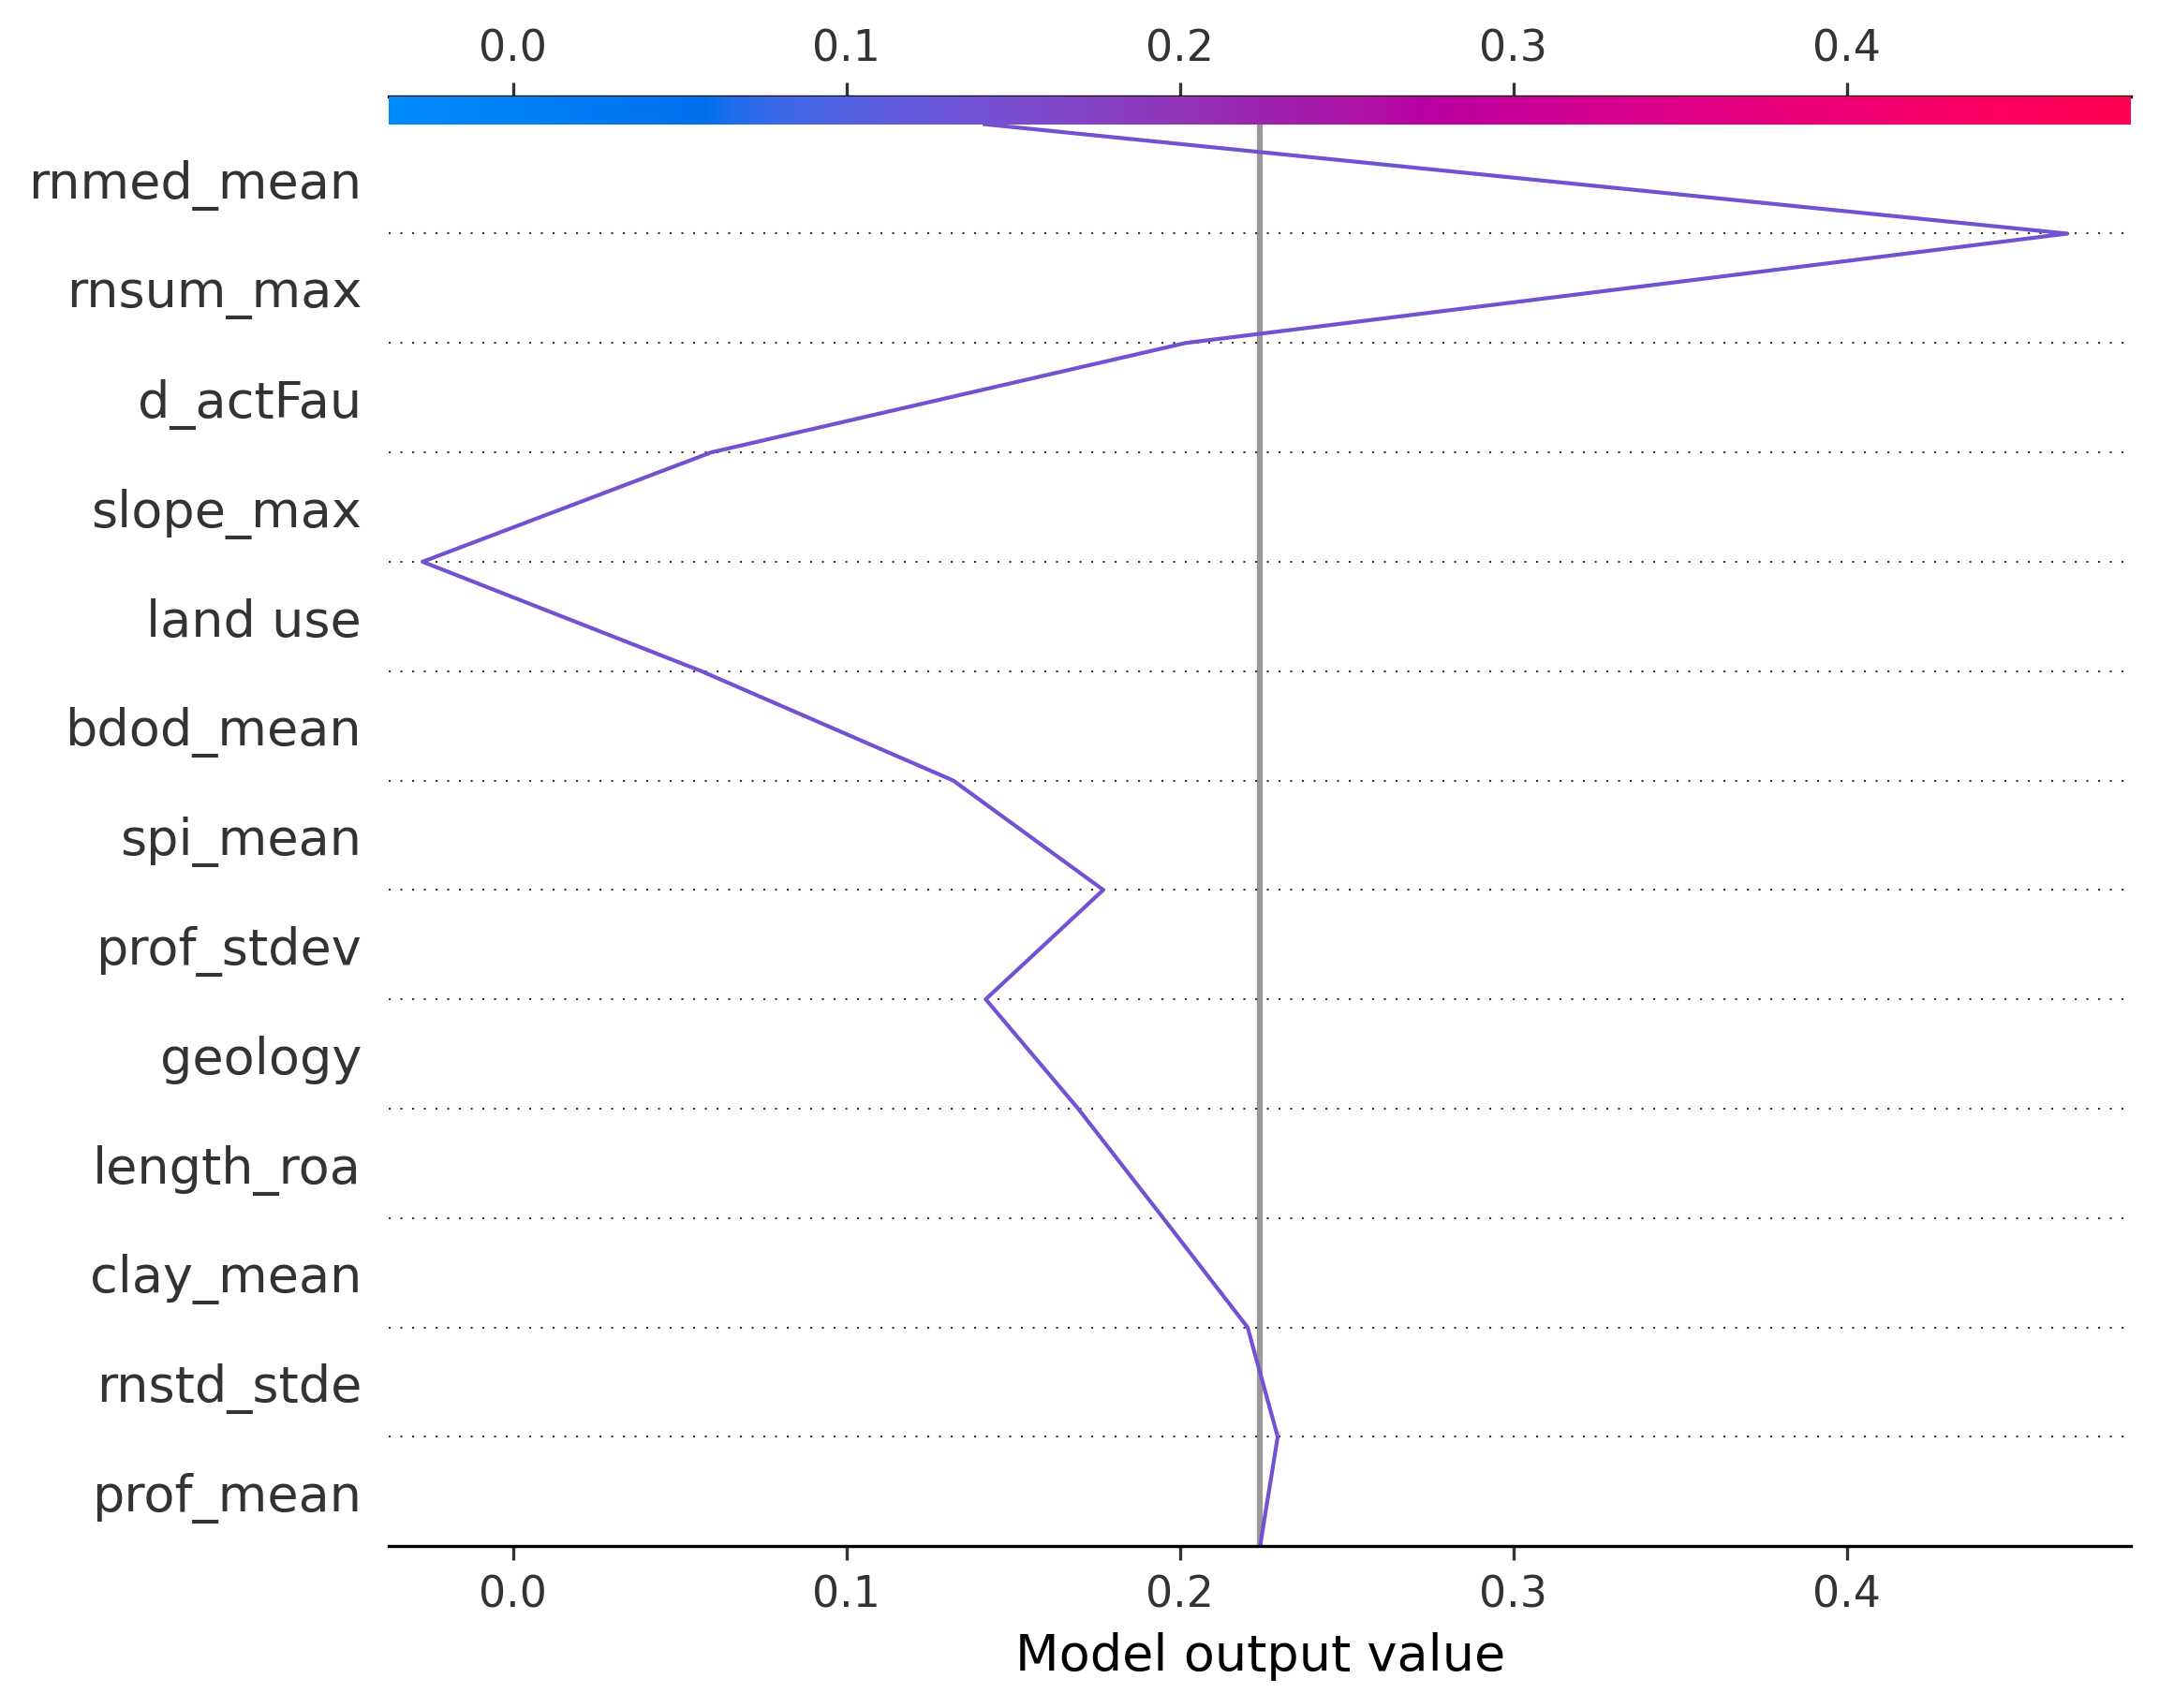 0.0 0.1 0.2 0.3 0.4
rnmed_mean
rnsum_max
d_actFau
slope_max
land use
bdod_mean
spi_mean
prof_stdev
geology
length_roa
clay_mean
rnstd_stde
prof_mean
0.0 0.1 0.2 0.3 0.4
Model output value